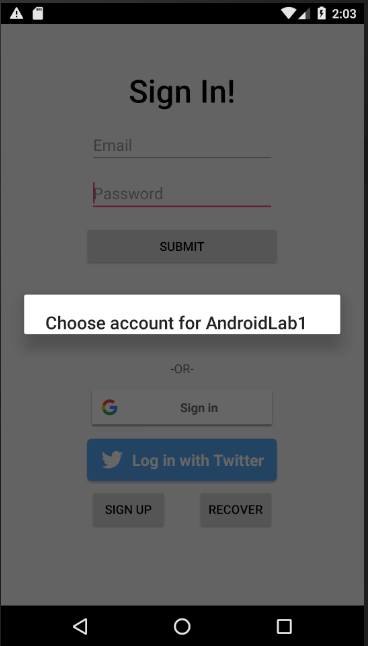 2:03
Sign In!
Email
Password
SUBMIT
Choose account for AndroidLab1
-OR-
Sign in
Log in with Twitter
SIGN UP
RECOVER